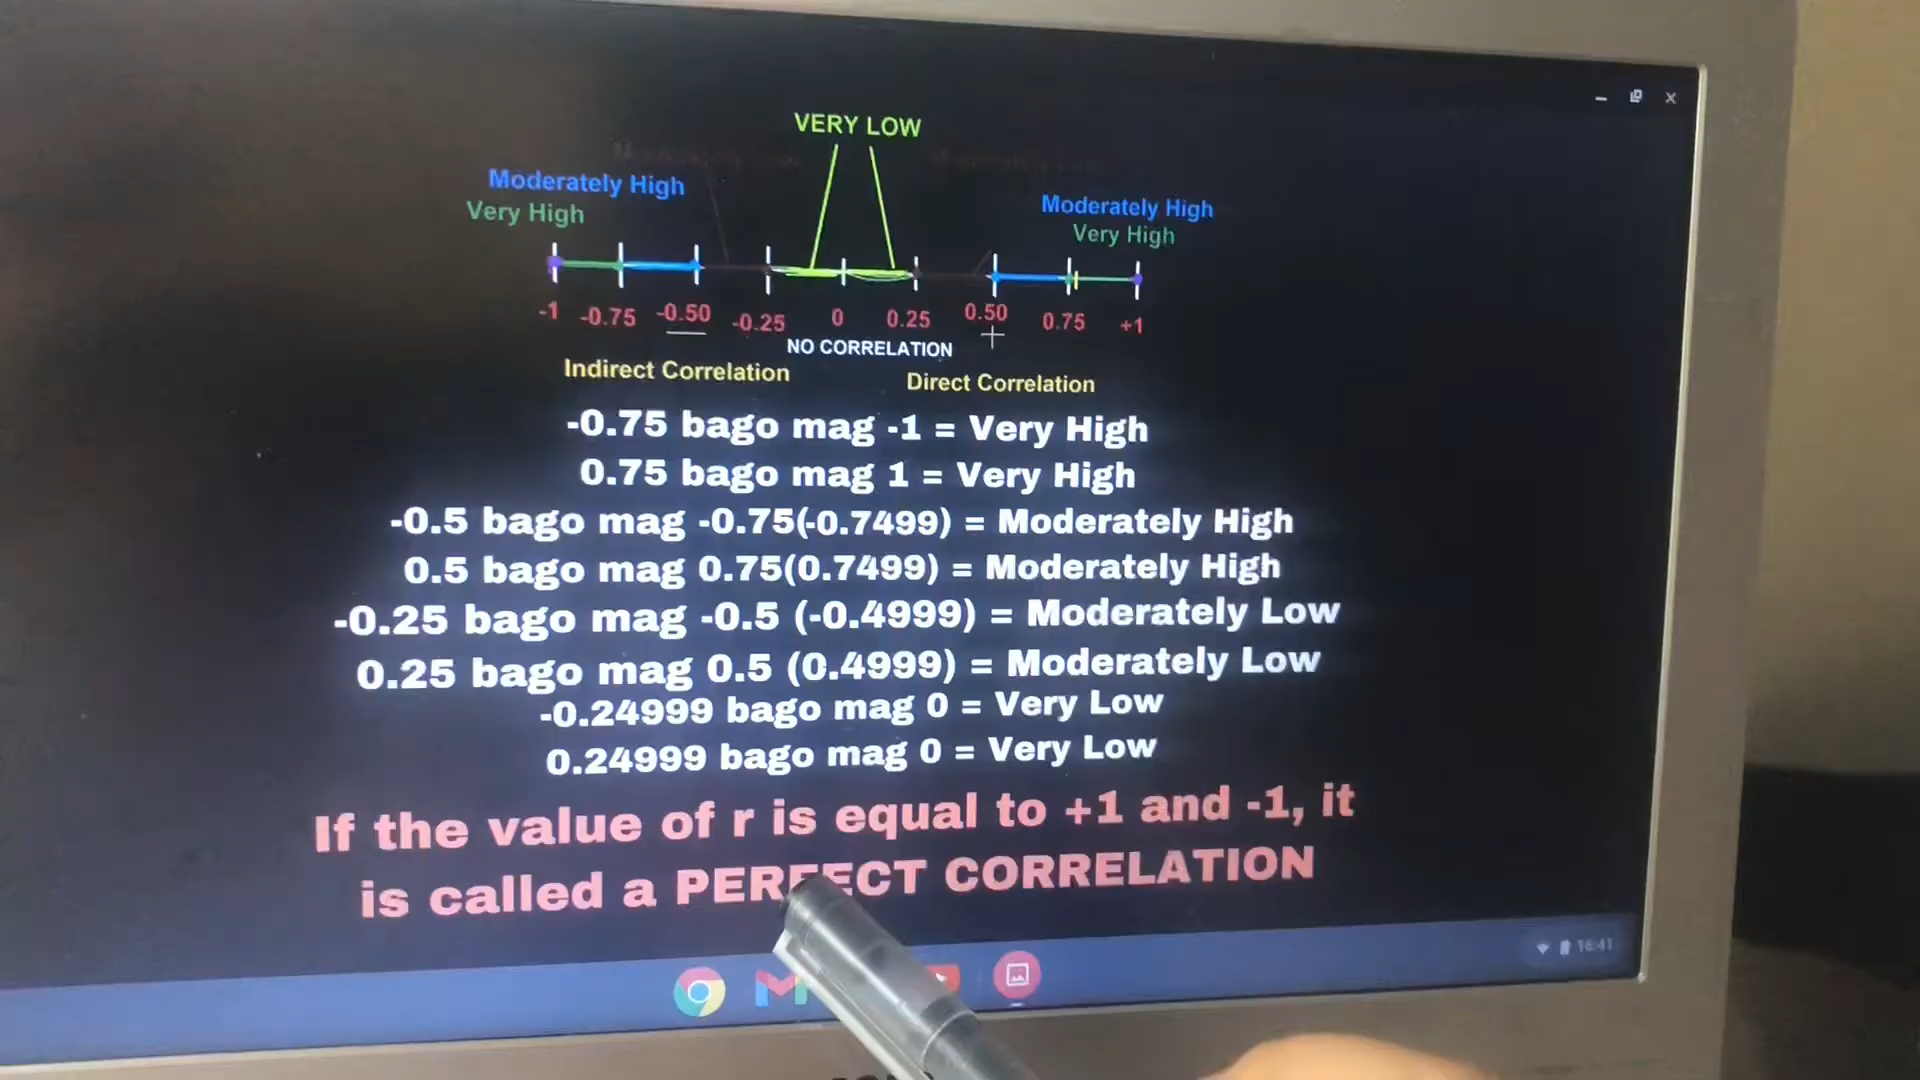 VERY LOW
Moderately High
Very High
Moderately High
Very High
-1 -0.75 -0.50 -0.25 0 0.25 0.50 0.75 +1
NO CORRELATION
Indirect Correlation
Direct Correlation
-0.75 bago mag -1 = Very High
0.75 bago mag 1 = Very High
-0.5 bago mag -0.75(-0.7499) = Moderately High
0.5 bago mag 0.75(0.7499) = Moderately High
-0.25 bago mag -0.5 (-0.4999) = Moderately Low
0.25 bago mag 0.5 (0.4999) = Moderately Low
-0.24999 bago mag 0 = Very Low
0.24999 bago mag 0 = Very Low
If the value of r is equal to +1 and -1, it
is called a PERFECT CORRELATION
16:41